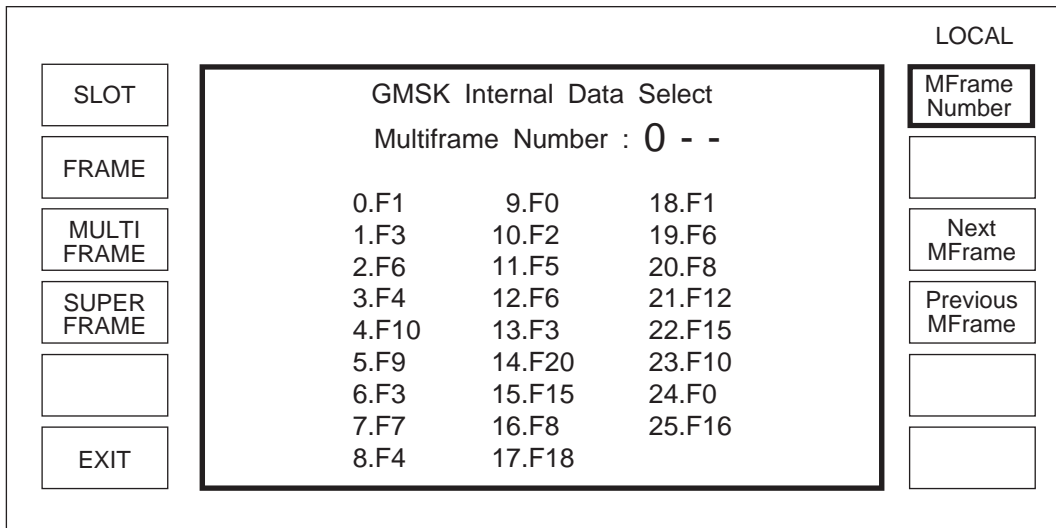 LOCAL
SLOT
FRAME
MULTI
FRAME
SUPER
FRAME
EXIT
GMSK Internal Data Select
Multiframe Number : 0 - -
0.F1 9.F0 18.F1
1.F3 10.F2 19.F6
2.F6 11.F5 20.F8
3.F4 12.F6 21.F12
4.F10 13.F3 22.F15
5.F9 14.F20 23.F10
6.F3 15.F15 24.F0
7.F7 16.F8 25.F16
8.F4 17.F18
MFrame
Number
Next
MFrame
Previous
MFrame